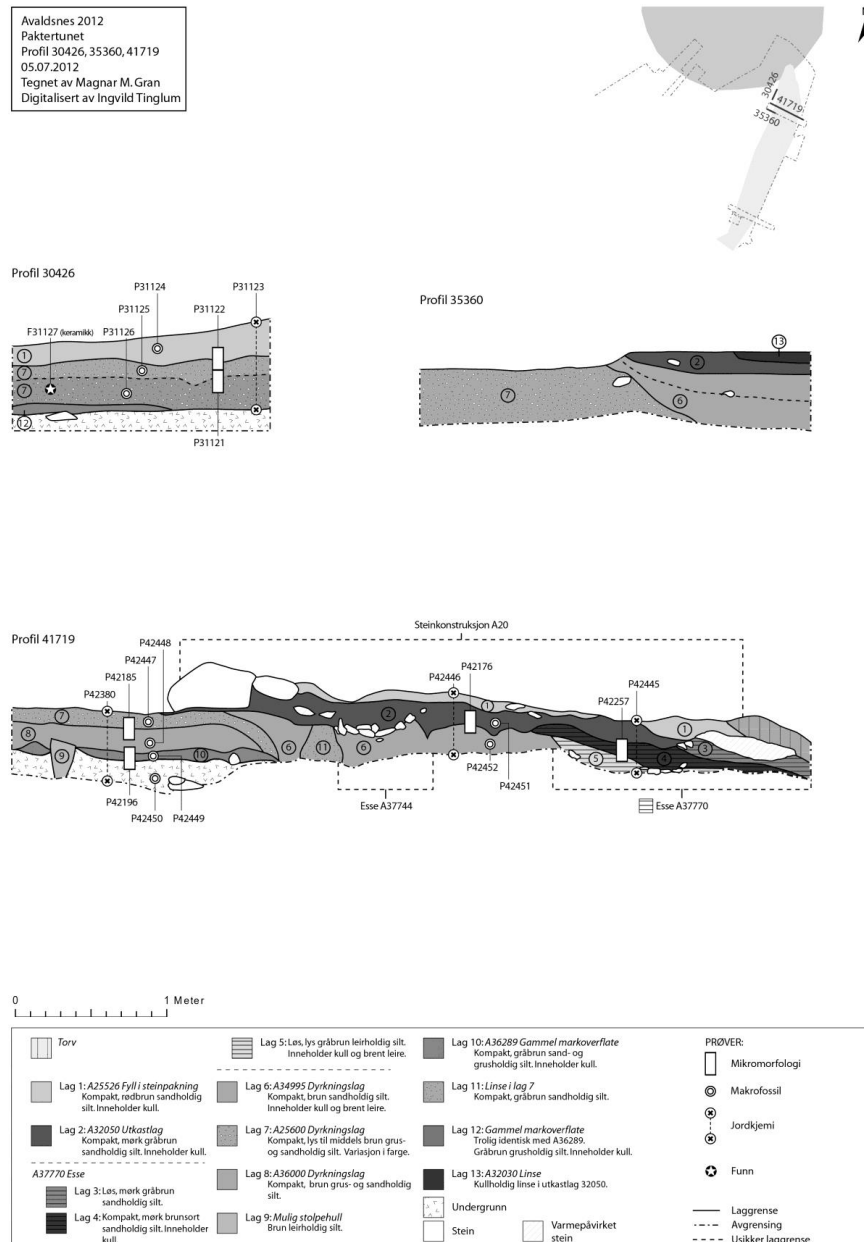 Avaldsnes 2012
Paktertunet
Profil 30426, 35360, 41719
05.07.2012
Tegnet av Magnar M. Gran
Digitalisert av Ingvild Tinglum
30426
41719
35360
Profil 30426
P31124
P31123
P31125
P31122
F31127 (keramikk)
P31126
1
7
7
12
P31121
Profil 35360
13
2
7
6
Profil 41719
Steinkonstruksjon A20
P42448
P42447
P42185
P42380
P42446
P42176
P42445
P42257
7
8
9
10
6
11
6
2
1
1
3
5
4
P42196
P42450
P42449
P42452
P42451
Esse A37744
Esse A37770
0
1 Meter
Torv
Lag 1: A25526 Fyll i steinpakning
Kompakt, rødbrun sandholdig
silt. Inneholder kull.
Lag 2: A32050 Utkastlag
Kompakt, mørk gråbrun
sandholdig silt. Inneholder kull.
A37770 Esse
Lag 3: Løs, mørk gråbrun
sandholdig silt.
Lag 4: Kompakt, mørk brunsort
sandholdig silt. Inneholder
kull.
Lag 5: Løs, lys gråbrun leirholdig silt.
Inneholder kull og brent leire.
Lag 6: A34995 Dyrkningslag
Kompakt, brun sandholdig silt.
Inneholder kull og brent leire.
Lag 7: A25600 Dyrkningslag
Kompakt, lys til middels brun grus-
og sandholdig silt. Variasjon i farge.
Lag 8: A36000 Dyrkningslag
Kompakt, brun grus- og sandholdig
silt.
Lag 9: Mulig stolpehull
Brun leirholdig silt.
Lag 10: A36289 Gammel markoverflate
Kompakt, gråbrun sand- og
grusholdig silt. Inneholder kull.
Lag 11: Linse i lag 7
Kompakt, gråbrun sandholdig silt.
Lag 12: Gammel markoverflate
Trolig identisk med A36289.
Gråbrun grusholdig silt. Inneholder kull.
Lag 13: A32030 Linse
Kullholdig linse i utkastlag 32050.
Undergrunn
Stein
Varmepåvirket
stein
PRØVER:
Mikromorfologi
Makrofossil
Jordkjemi
Funn
Laggrense
Avgrensing
Usikker laggrense